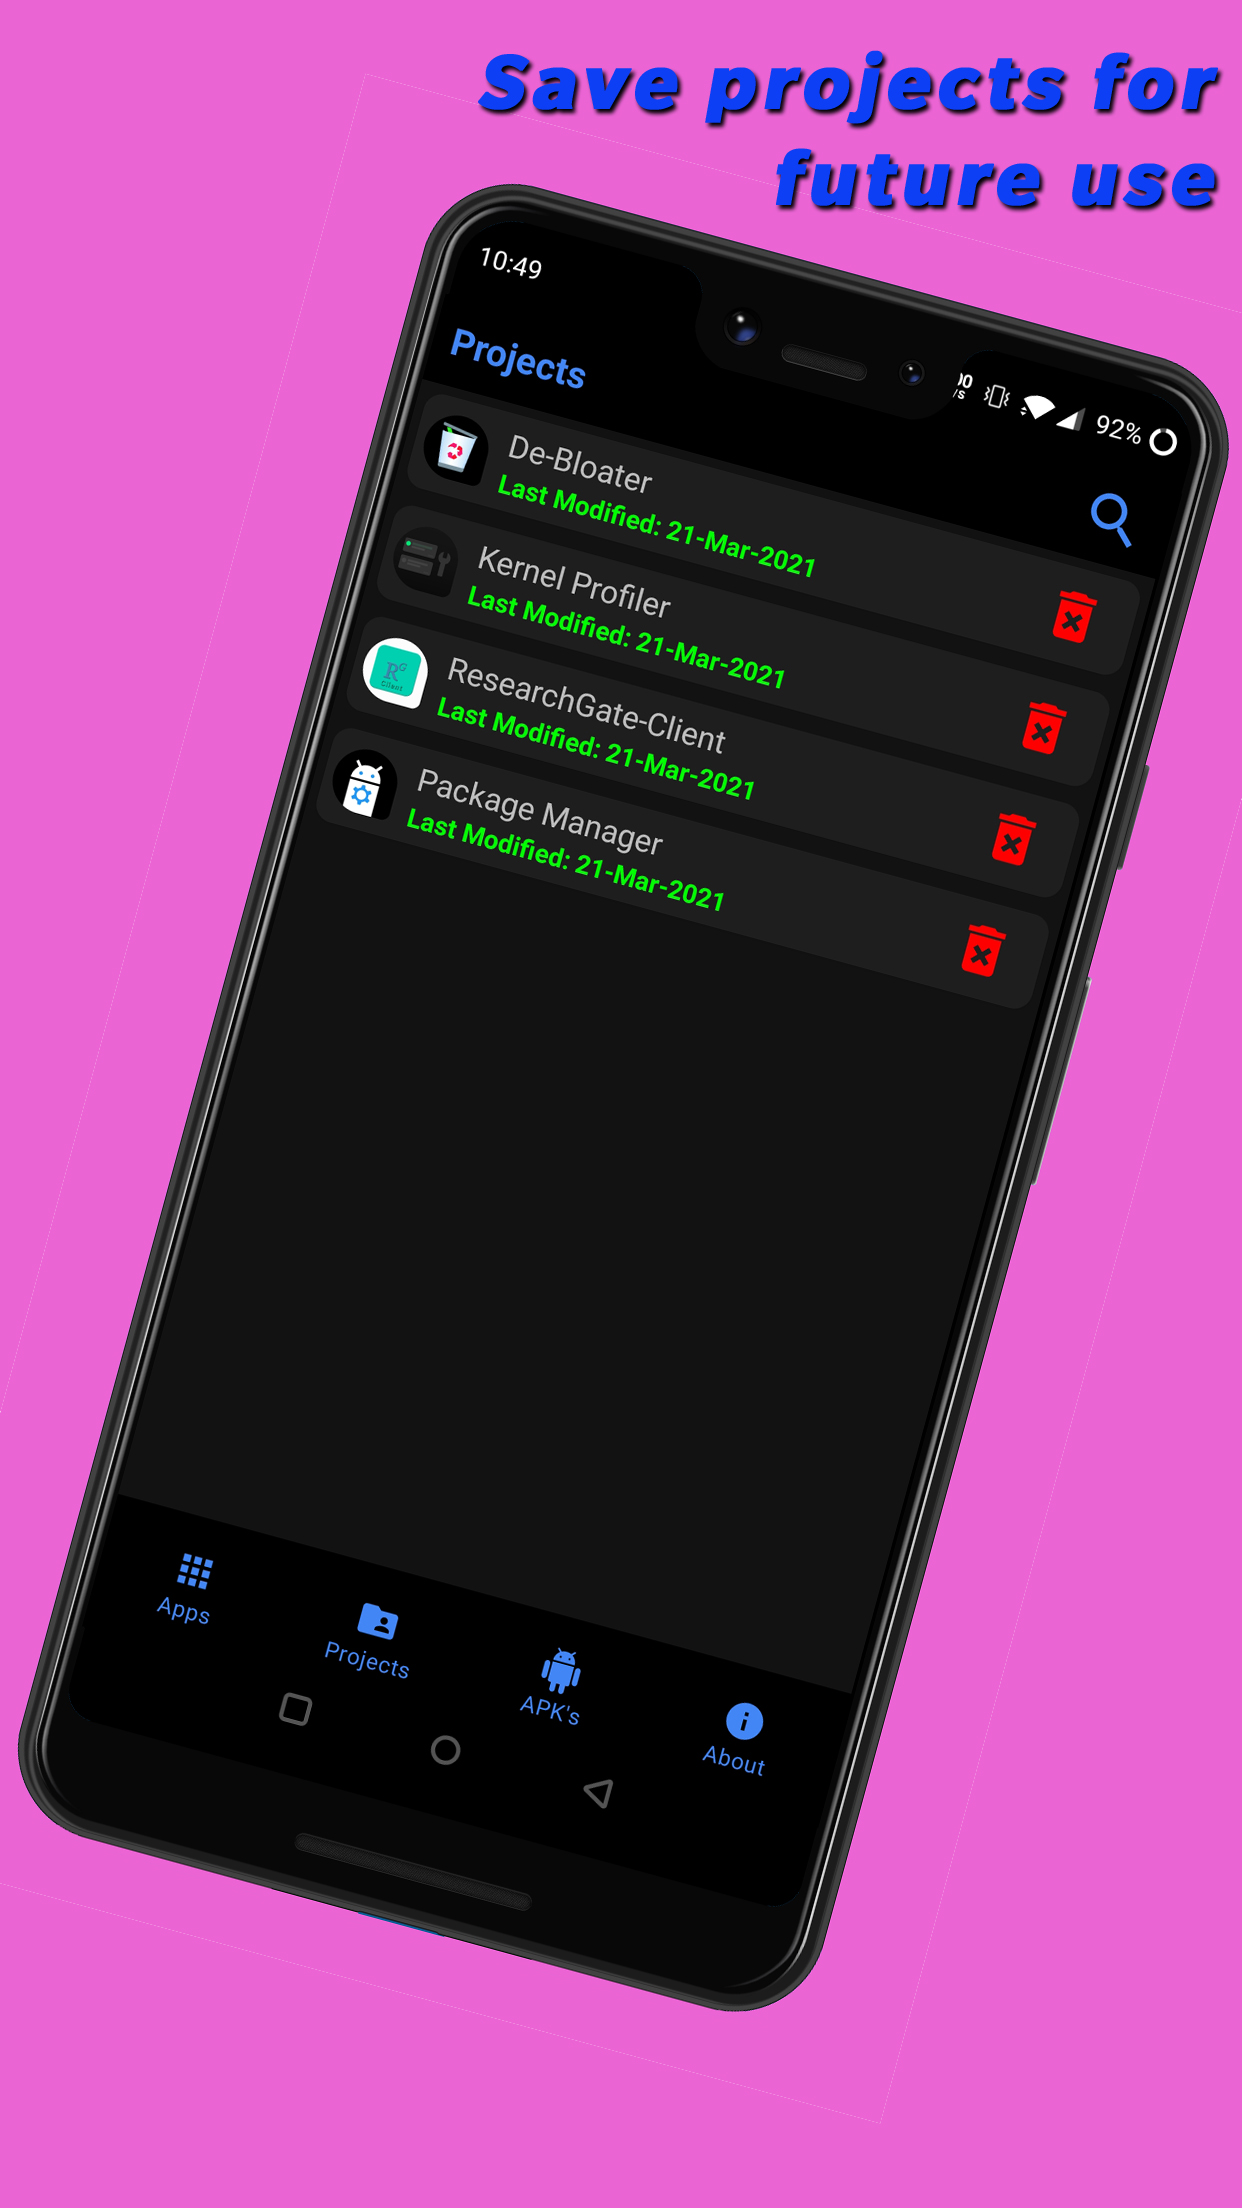 Save projects for
future use
10:49
92%
Projects
De-Bloater
Last Modified: 21-Mar-2021
Kernel Profiler
Last Modified: 21-Mar-2021
RG
Client
ResearchGate-Client
Last Modified: 21-Mar-2021
Package Manager
Last Modified: 21-Mar-2021
Apps
Projects
APK's
About